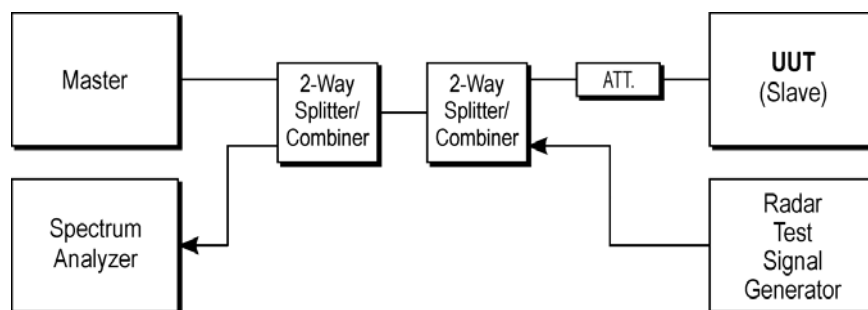 Master
2-Way
Splitter/
Combiner
2-Way
Splitter/
Combiner
ATT.
UUT
(Slave)
Spectrum
Analyzer
Radar
Test
Signal
Generator